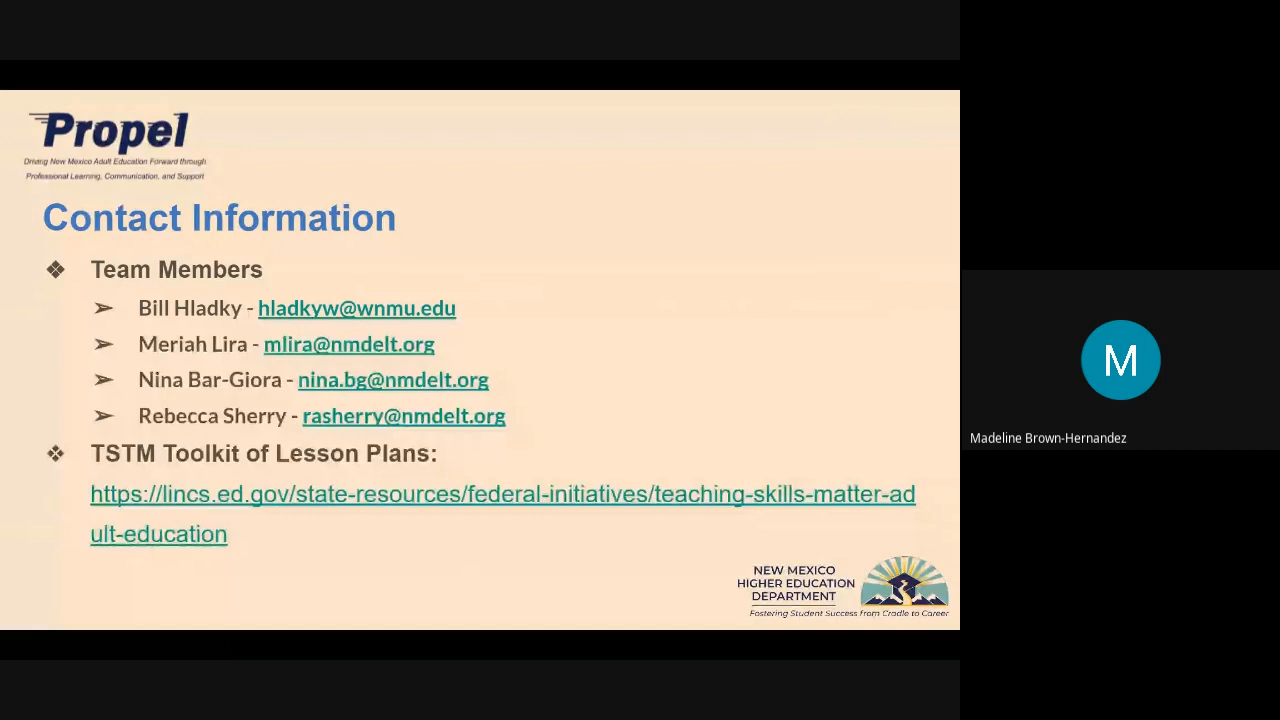 Propel
Driving New Mexico Adult Education Forward through
Professional Learning, Communication, and Support
Contact Information
❖ Team Members
➢ Bill Hladky - hladkyw@wnmu.edu
➢ Meriah Lira - mlira@nmdelt.org
➢ Nina Bar-Giora - nina.bg@nmdelt.org
➢ Rebecca Sherry - rasherry@nmdelt.org
❖ TSTM Toolkit of Lesson Plans:
https://lincs.ed.gov/state-resources/federal-initiatives/teaching-skills-matter-ad
ult-education
NEW MEXICO
HIGHER EDUCATION
DEPARTMENT
Fostering Student Success from Cradle to Career
M
Madeline Brown-Hernandez